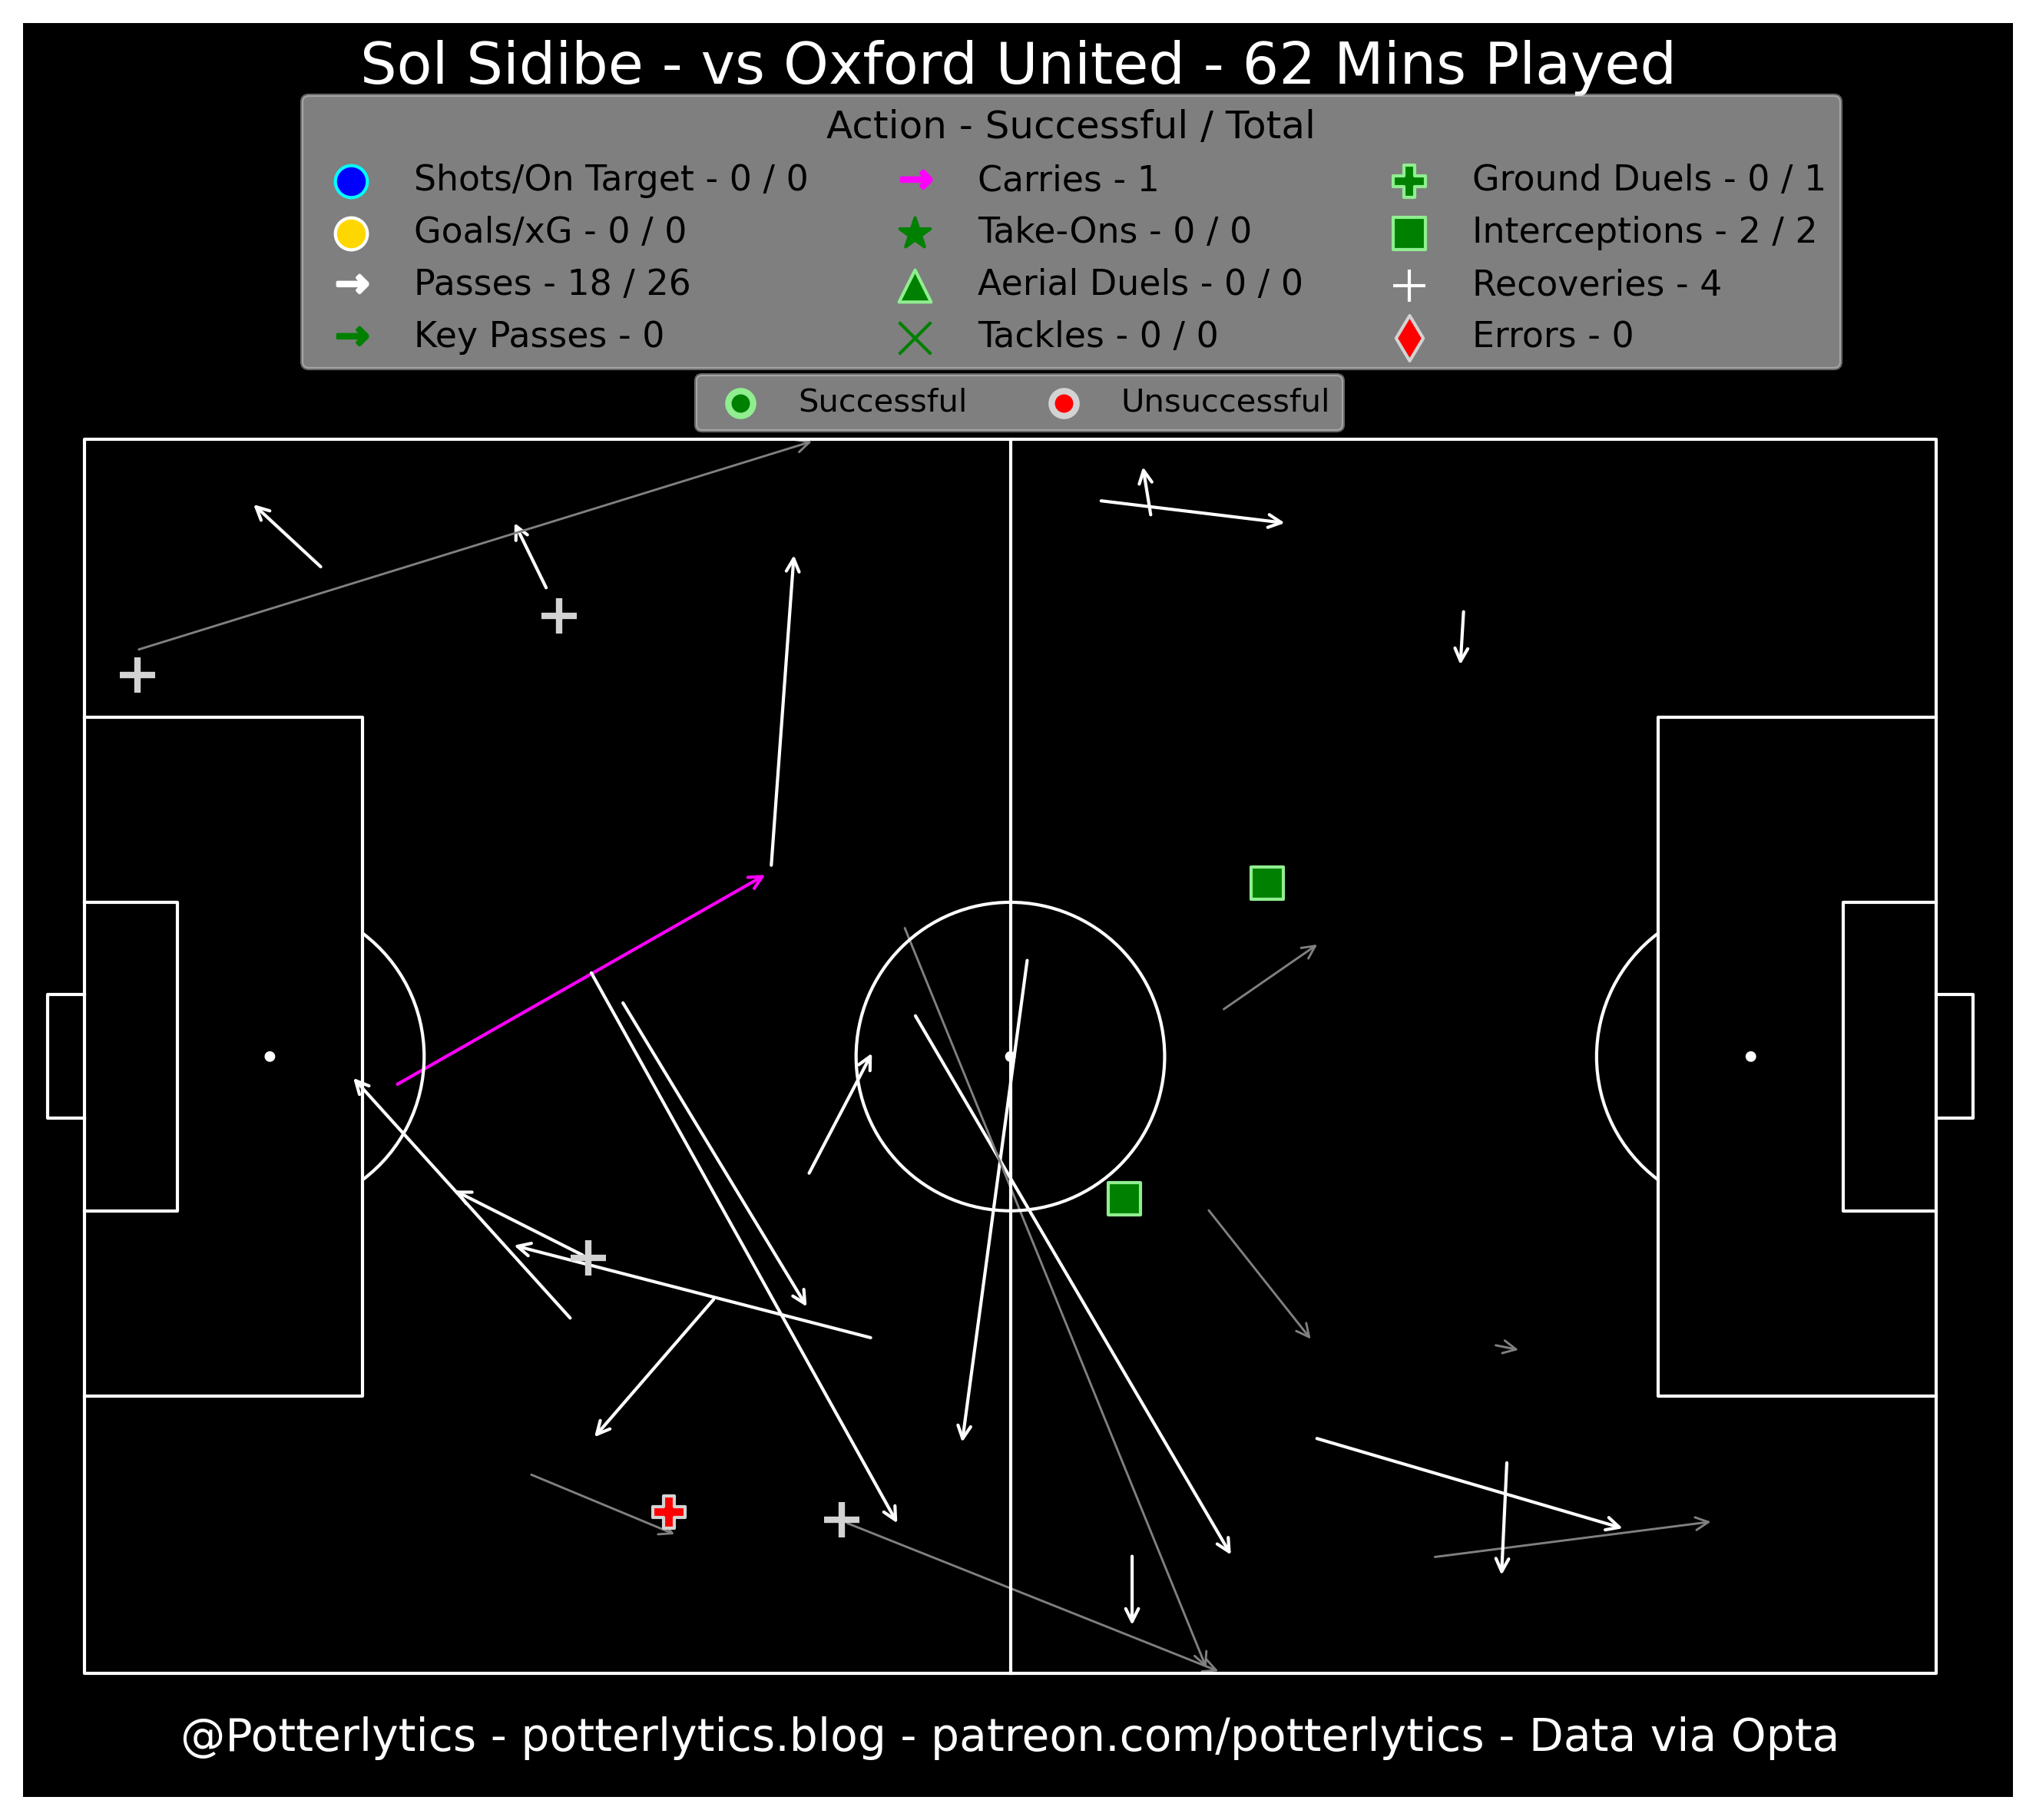 Sol Sidibe - vs Oxford United - 62 Mins Played
Action - Successful / Total
Shots/On Target - 0 / 0
Goals/xG - 0 / 0
Passes - 18 / 26
Key Passes - 0
Carries - 1
Take-Ons - 0 / 0
Aerial Duels - 0 / 0
Tackles - 0 / 0
Ground Duels - 0 / 1
Interceptions - 2 / 2
Recoveries - 4
Errors - 0
Successful
Unsuccessful
@Potterlytics - potterlytics.blog - patreon.com/potterlytics - Data via Opta